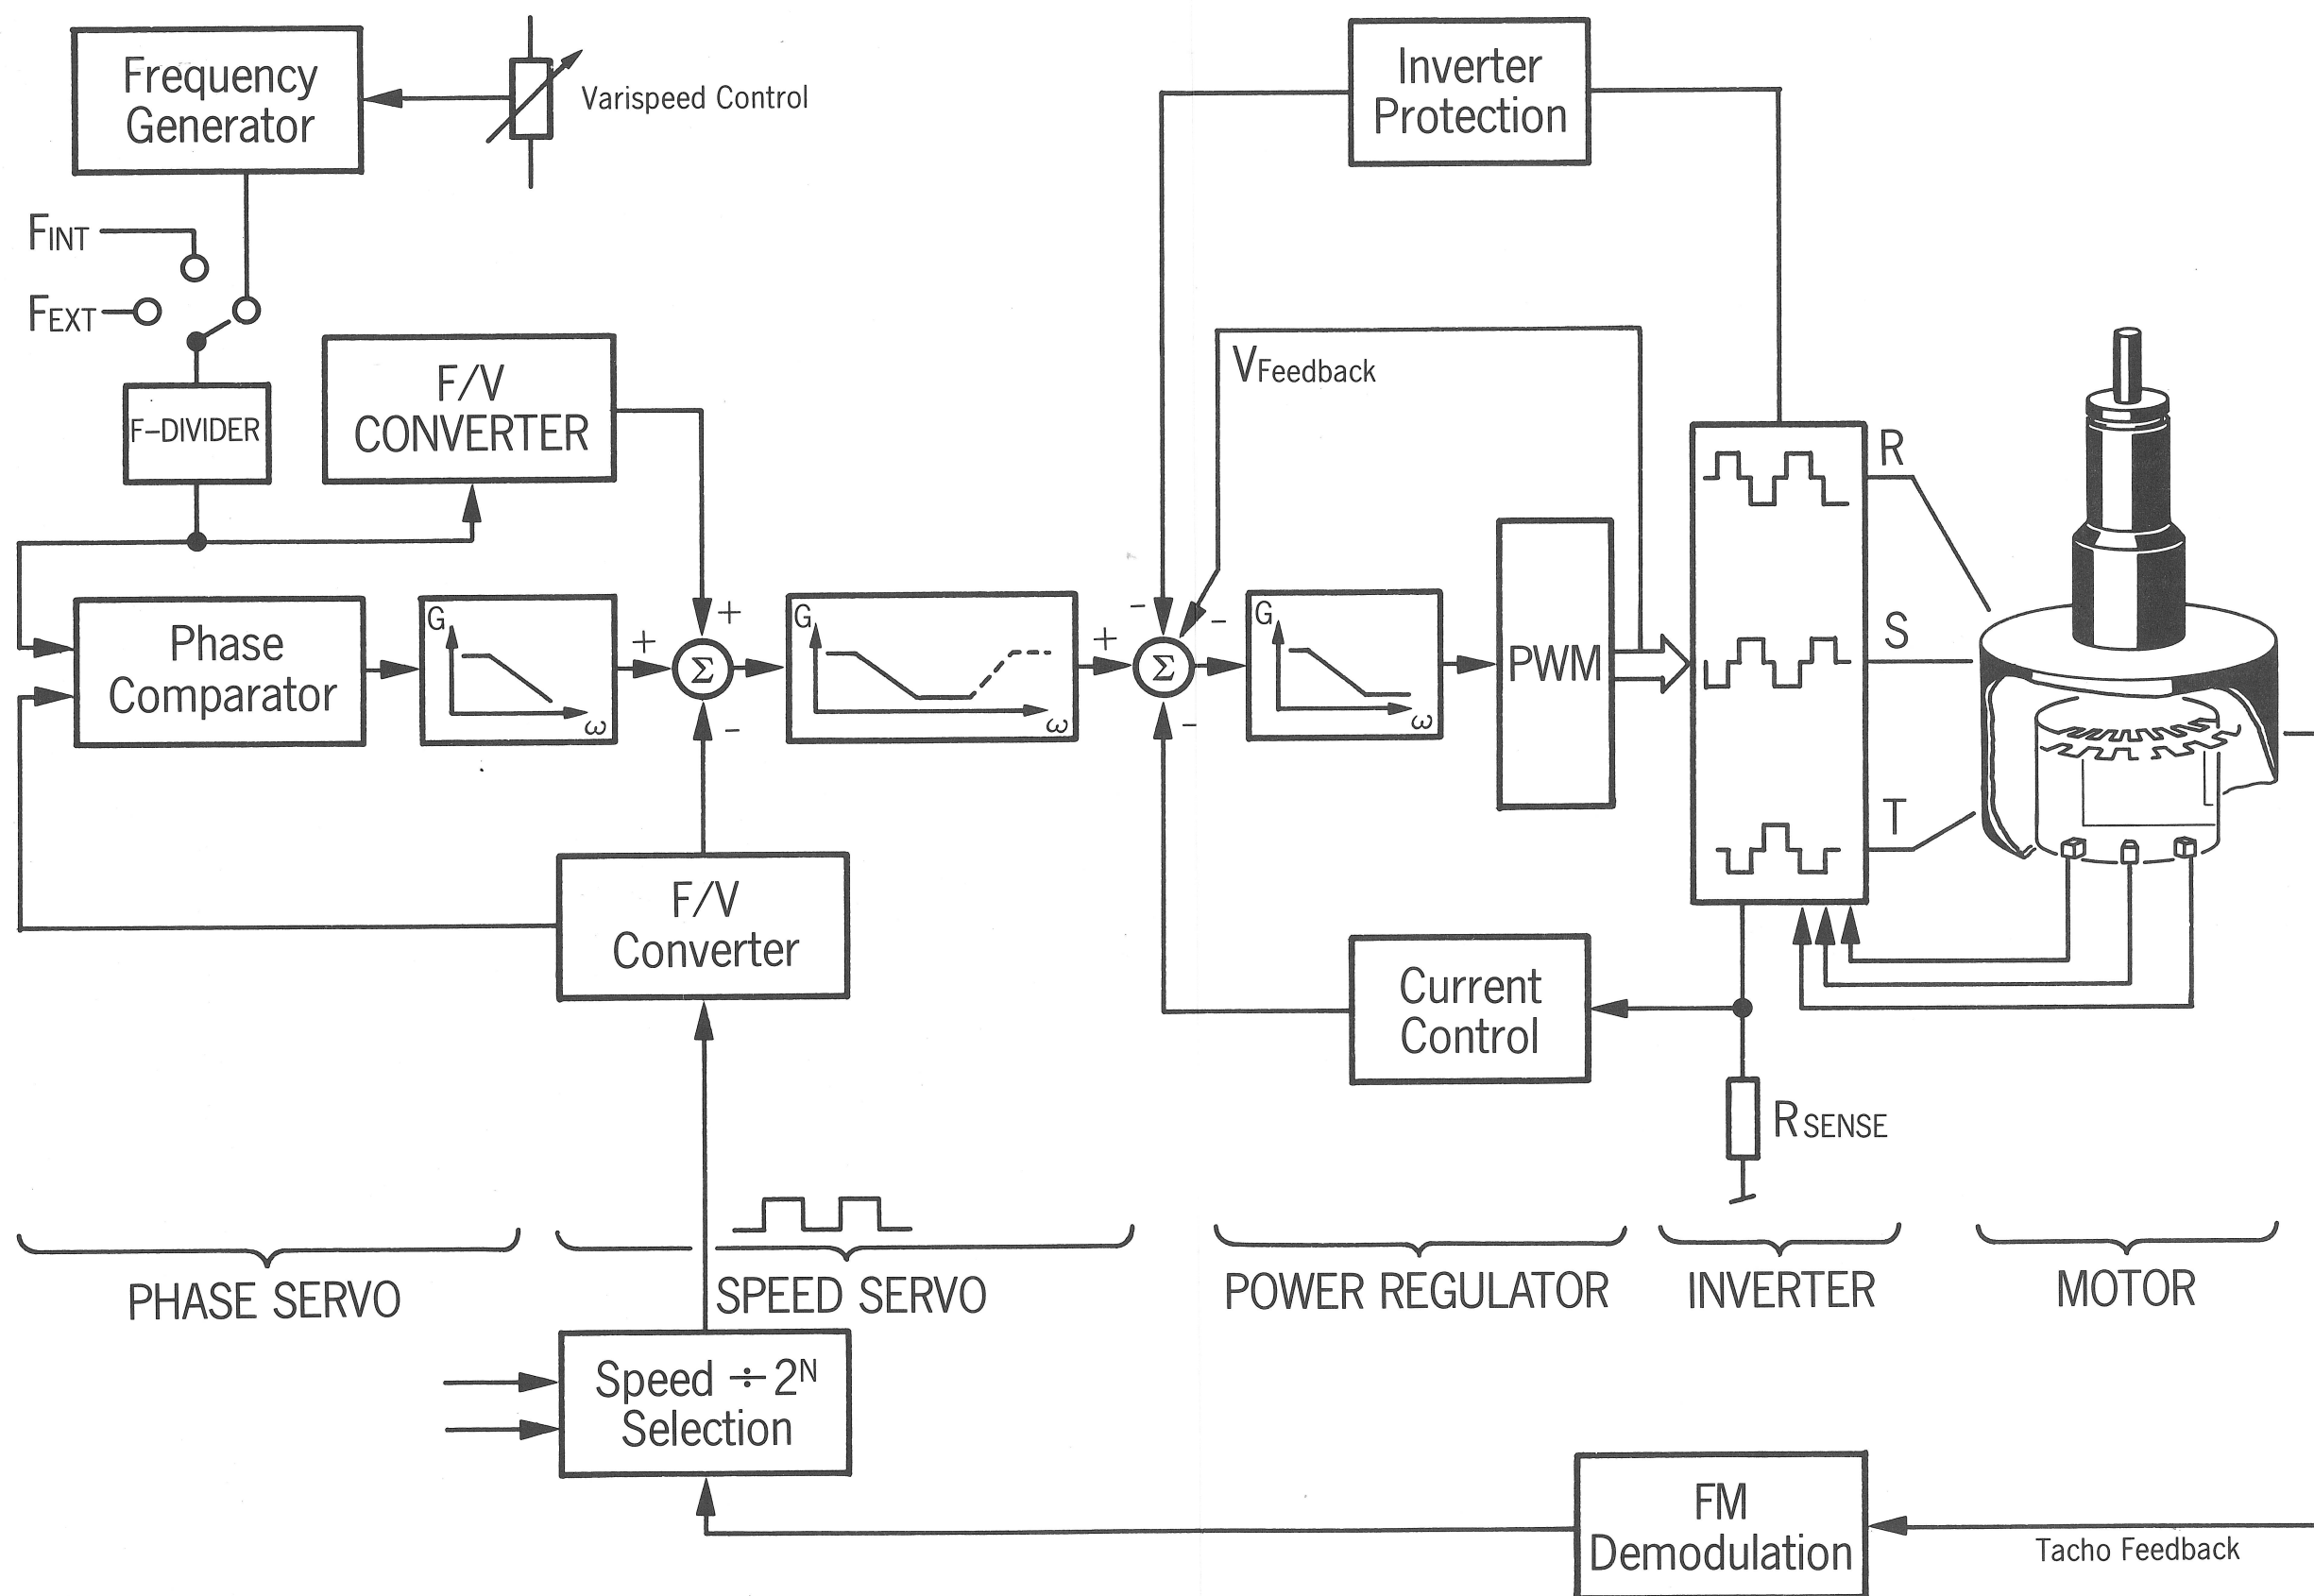 Frequency
Generator
Varispeed Control
Inverter
Protection
FINT
FEXT
F/V
CONVERTER
F-DIVIDER
VFeedback
R
S
T
Phase
Comparator
G
ω
+
+
-
Σ
G
ω
+
-
-
-
Σ
G
ω
PWM
F/V
Converter
Current
Control
RSENSE
PHASE SERVO
SPEED SERVO
POWER REGULATOR
INVERTER
MOTOR
Speed ÷ 2ᴺ
Selection
FM
Demodulation
Tacho Feedback